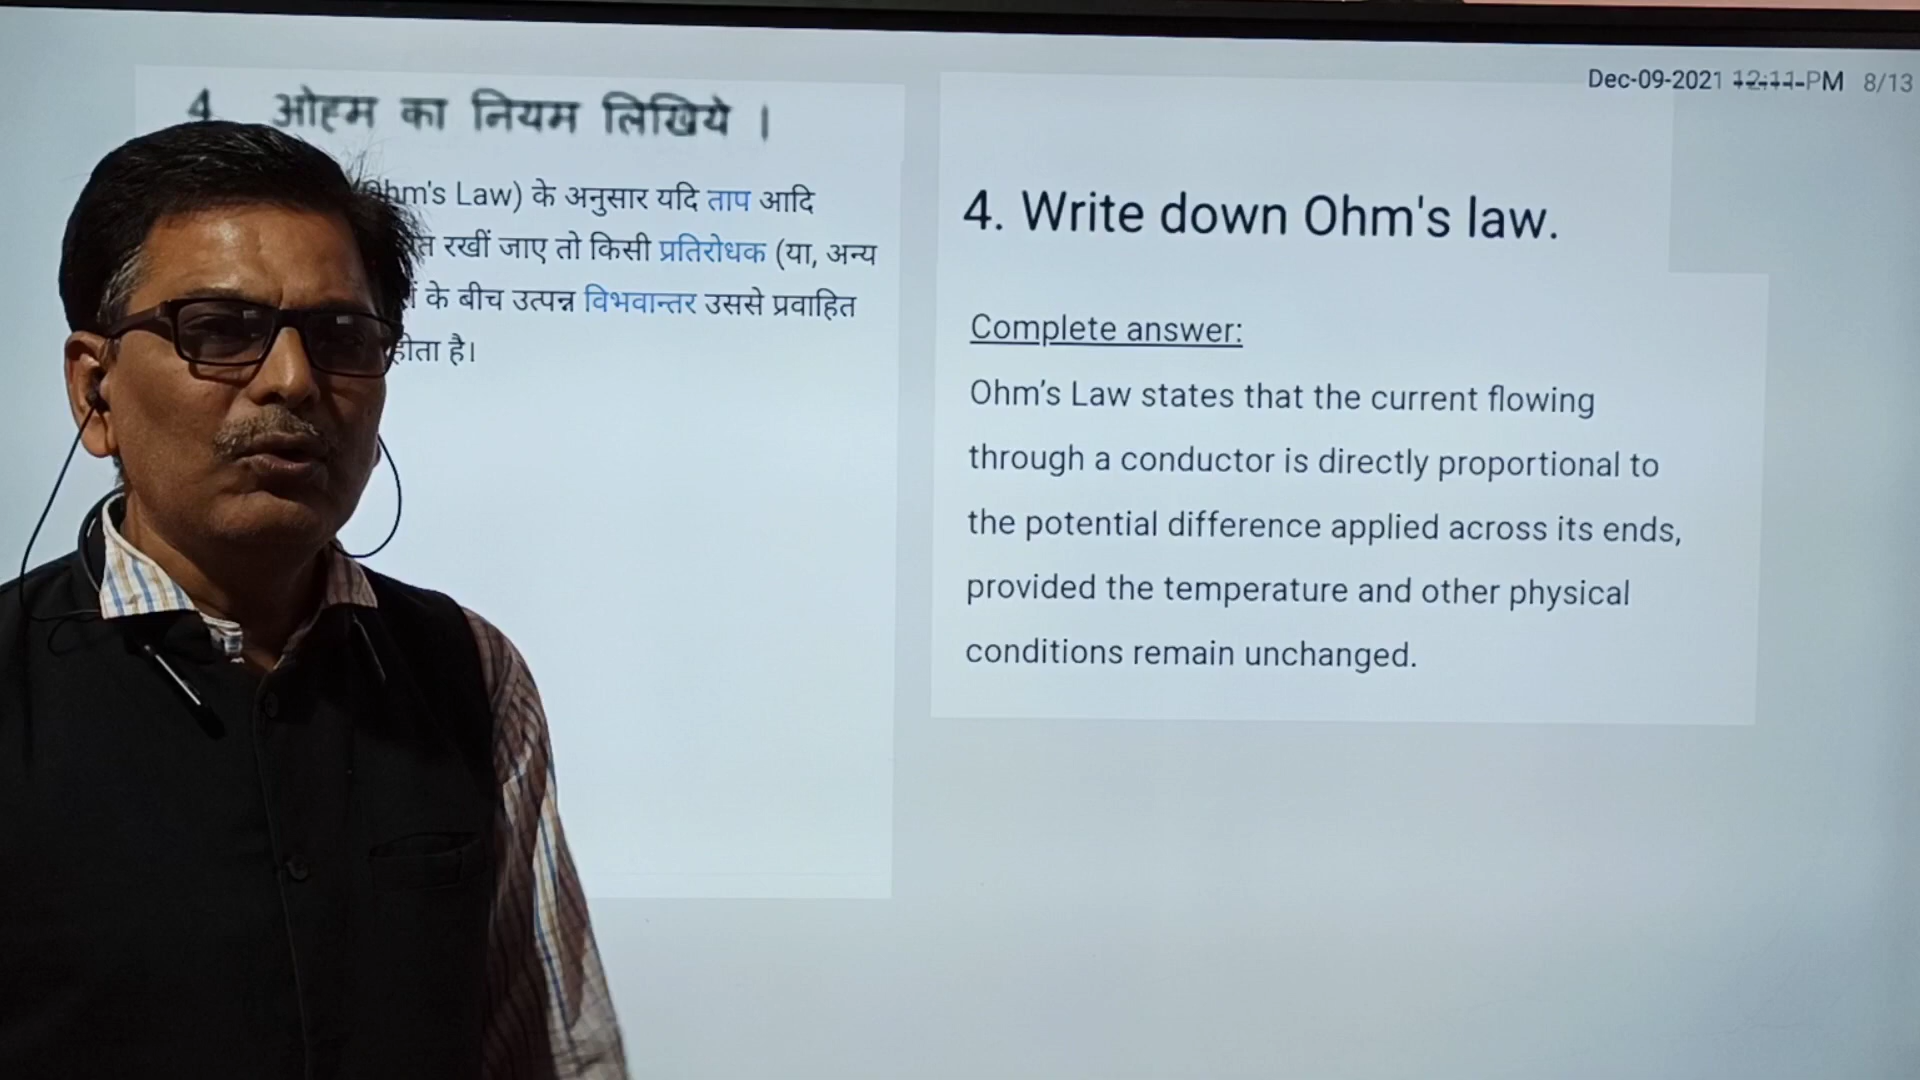 Dec-09-2021 12:11 PM 8/13
4 ओह्म का नियम लिखिये ।
Ohm's Law) के अनुसार यदि ताप आदि
रखीं जाए तो किसी प्रतिरोधक (या, अन्य
के बीच उत्पन्न विभवान्तर उससे प्रवाहित
होता है।
4. Write down Ohm's law.
Complete answer:
Ohm’s Law states that the current flowing
through a conductor is directly proportional to
the potential difference applied across its ends,
provided the temperature and other physical
conditions remain unchanged.